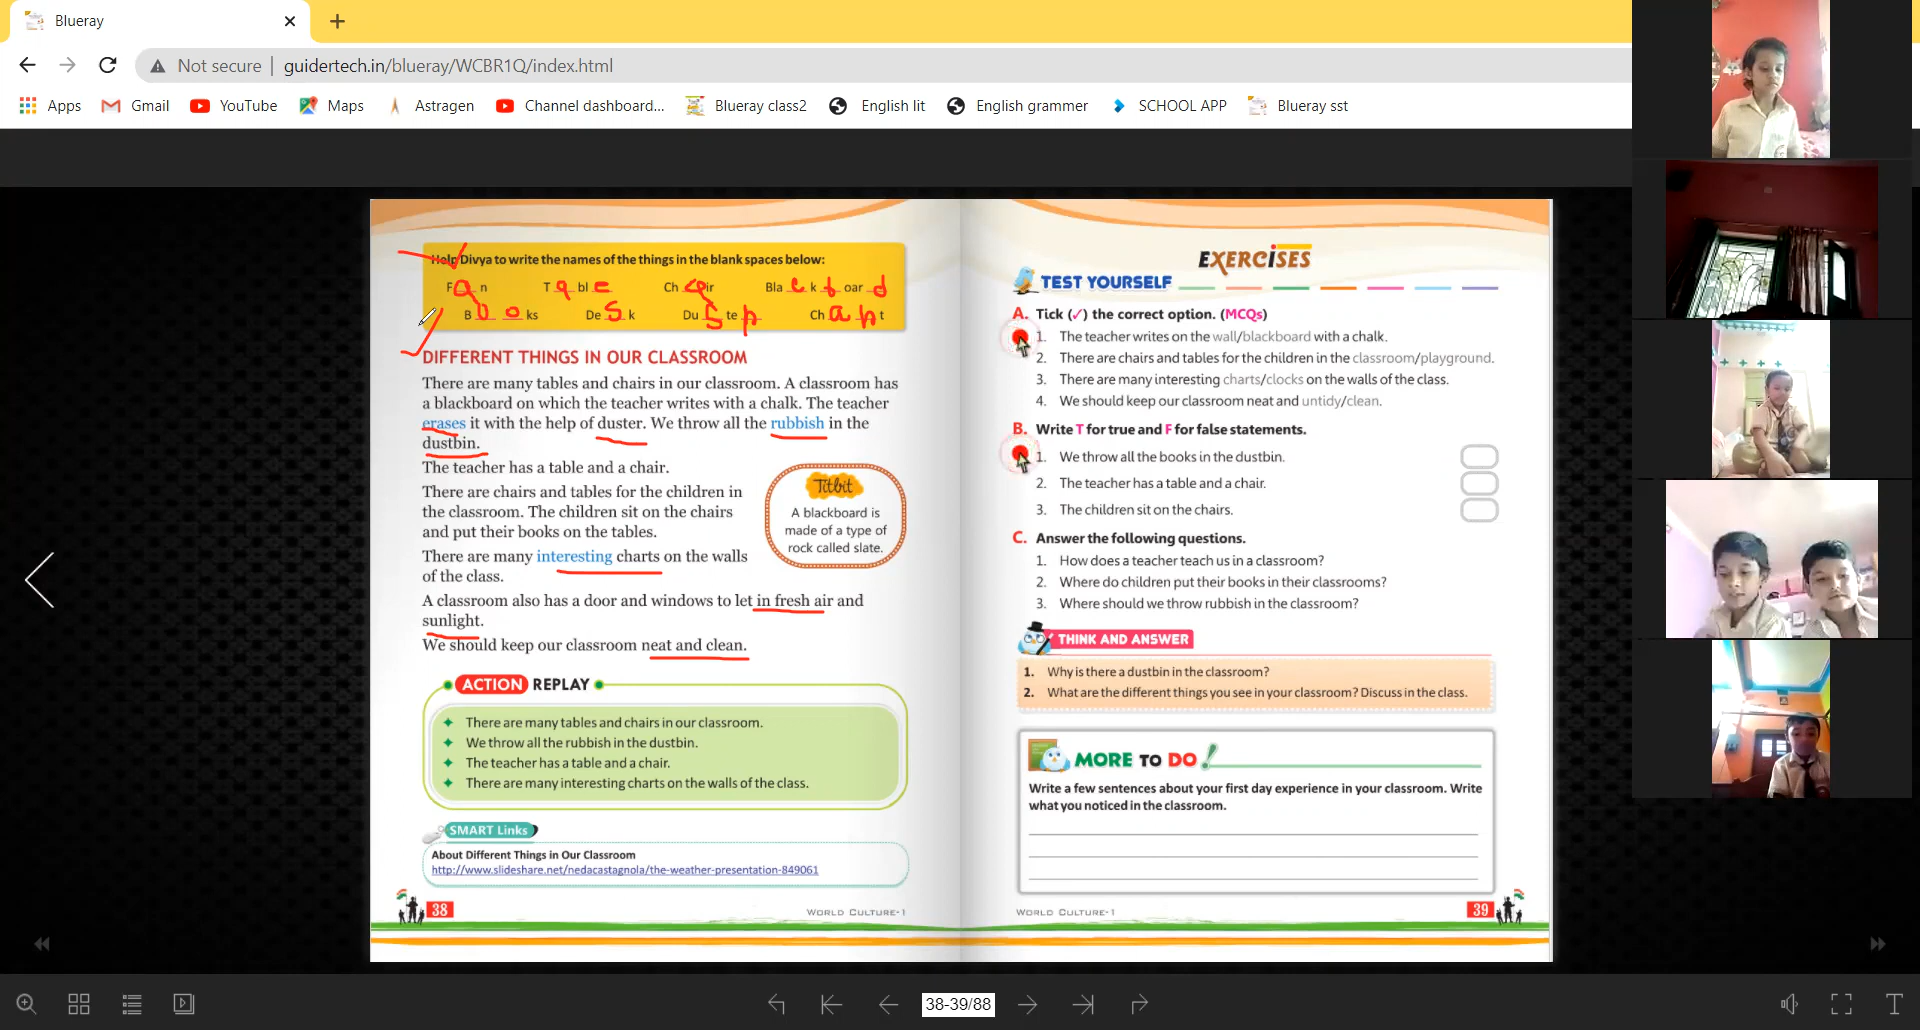 Blueray
Not secure guidertech.in/blueray/WCBR1Q/index.html
Apps Gmail YouTube Maps Astragen Channel dashboard... Blueray class2 English lit English grammer SCHOOL APP Blueray sst
Help Divya to write the names of the things in the blank spaces below:
F a n T a bl e Ch a ir Bla c k b oar d
B o o ks De s k Du s te r Ch a r t
DIFFERENT THINGS IN OUR CLASSROOM
There are many tables and chairs in our classroom. A classroom has
a blackboard on which the teacher writes with a chalk. The teacher
erases it with the help of duster. We throw all the rubbish in the
dustbin.
The teacher has a table and a chair.
There are chairs and tables for the children in
the classroom. The children sit on the chairs
and put their books on the tables.
There are many interesting charts on the walls
of the class.
Titbit
A blackboard is
made of a type of
rock called slate.
A classroom also has a door and windows to let in fresh air and
sunlight.
We should keep our classroom neat and clean.
ACTION REPLAY
There are many tables and chairs in our classroom.
We throw all the rubbish in the dustbin.
The teacher has a table and a chair.
There are many interesting charts on the walls of the class.
SMART Links
About Different Things in Our Classroom
http://www.slideshare.net/nedacastagnola/the-weather-presentation-849061
38
WORLD CULTURE-1
EXERCISES
TEST YOURSELF
A. Tick (✓) the correct option. (MCQs)
1. The teacher writes on the wall/blackboard with a chalk.
2. There are chairs and tables for the children in the classroom/playground.
3. There are many interesting charts/clocks on the walls of the class.
4. We should keep our classroom neat and untidy/clean.
B. Write T for true and F for false statements.
1. We throw all the books in the dustbin.
2. The teacher has a table and a chair.
3. The children sit on the chairs.
C. Answer the following questions.
1. How does a teacher teach us in a classroom?
2. Where do children put their books in their classrooms?
3. Where should we throw rubbish in the classroom?
THINK AND ANSWER
1. Why is there a dustbin in the classroom?
2. What are the different things you see in your classroom? Discuss in the class.
MORE TO DO!
Write a few sentences about your first day experience in your classroom. Write
what you noticed in the classroom.
WORLD CULTURE-1
39
38-39/88